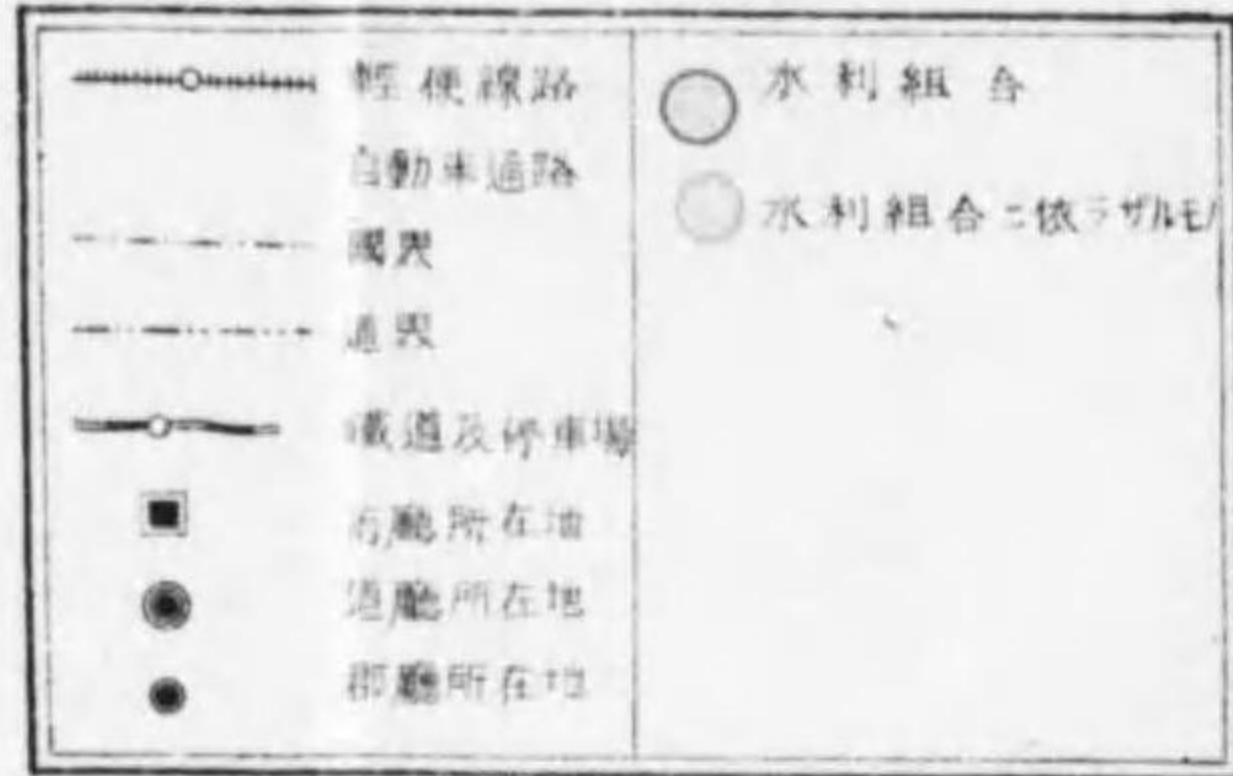 輕便線路
自動車道路
國界
道界
鐵道及停車場
府廳所在地
道廳所在地
郡廳所在地
水利組合
水利組合ニ依ラザルモノ